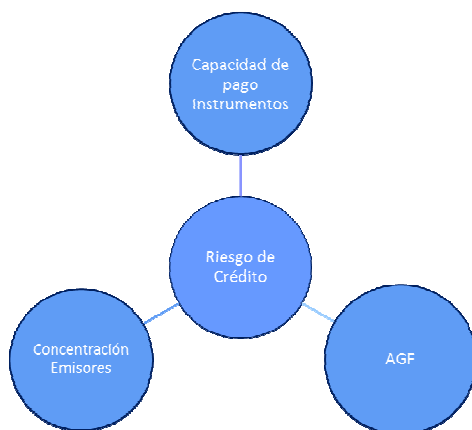 Capacidad de
pago
Instrumentos
Riesgo de
Crédito
Concentración
Emisores
AGF